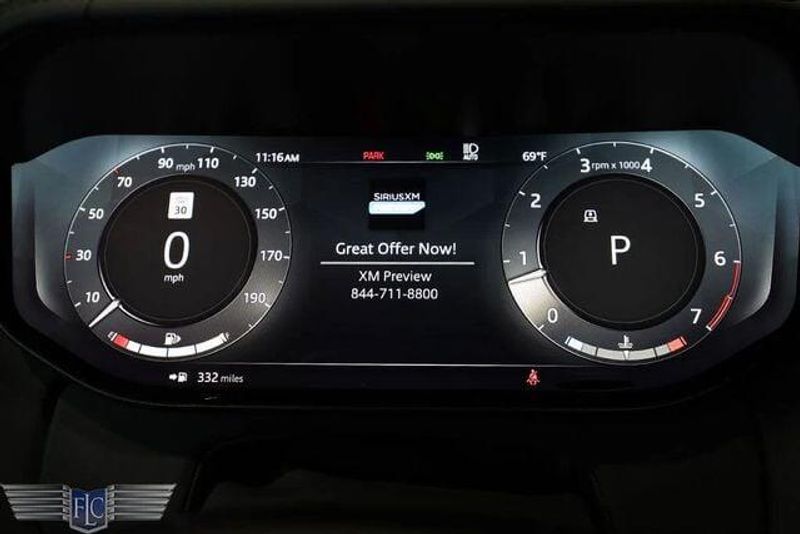 11:16AM PARK AUTO 69°F
90 mph 110
70 130
50 150
30 170
10 190
30
0
mph
SIRIUSXM
Great Offer Now!
XM Preview
844-711-8800
3 rpm x 1000 4
2 5
1 6
0 7
P
332 miles
FLC